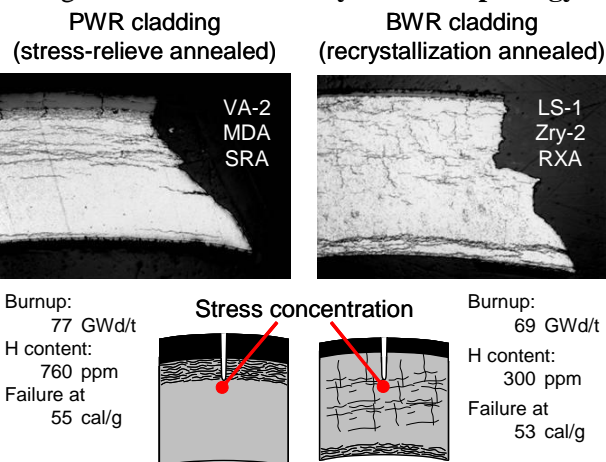 PWR cladding
(stress-relieve annealed)
BWR cladding
(recrystallization annealed)
VA-2
MDA
SRA
LS-1
Zry-2
RXA
Burnup:
77 GWd/t
H content:
760 ppm
Failure at
55 cal/g
Stress concentration
Burnup:
69 GWd/t
H content:
300 ppm
Failure at
53 cal/g